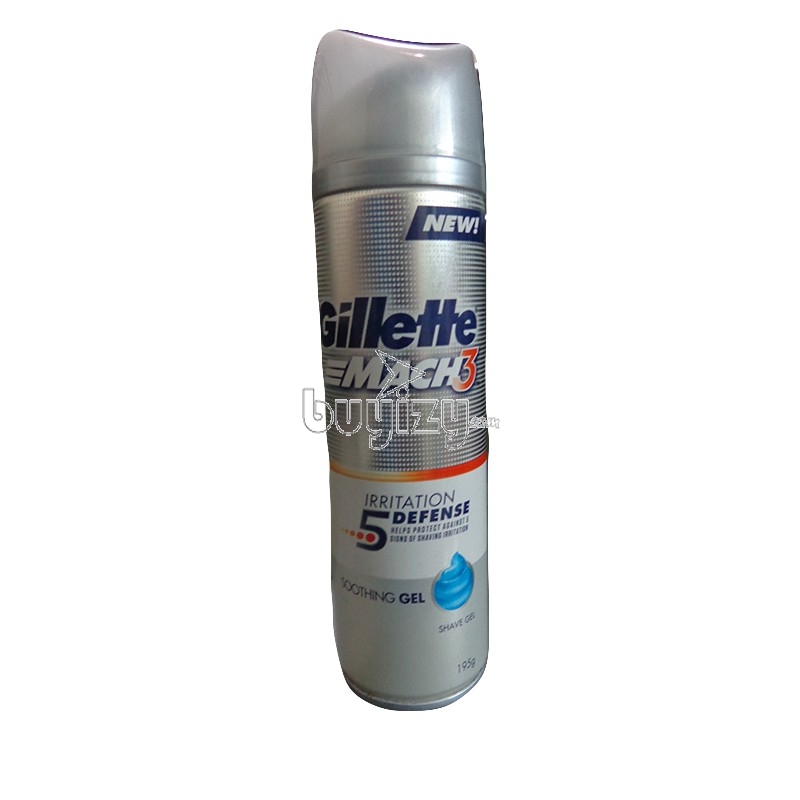 NEW!
Gillette
MACH3
buyizy.com
IRRITATION
5 DEFENSE
HELPS PROTECT AGAINST 5
SIGNS OF SHAVING IRRITATION
SOOTHING GEL
SHAVE GEL
195g